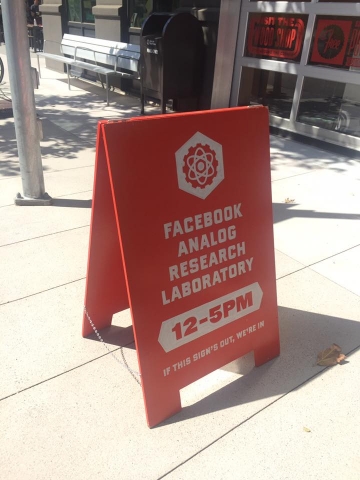 FACEBOOK
ANALOG
RESEARCH
LABORATORY
12-5PM
IF THIS SIGN'S OUT, WE'RE IN